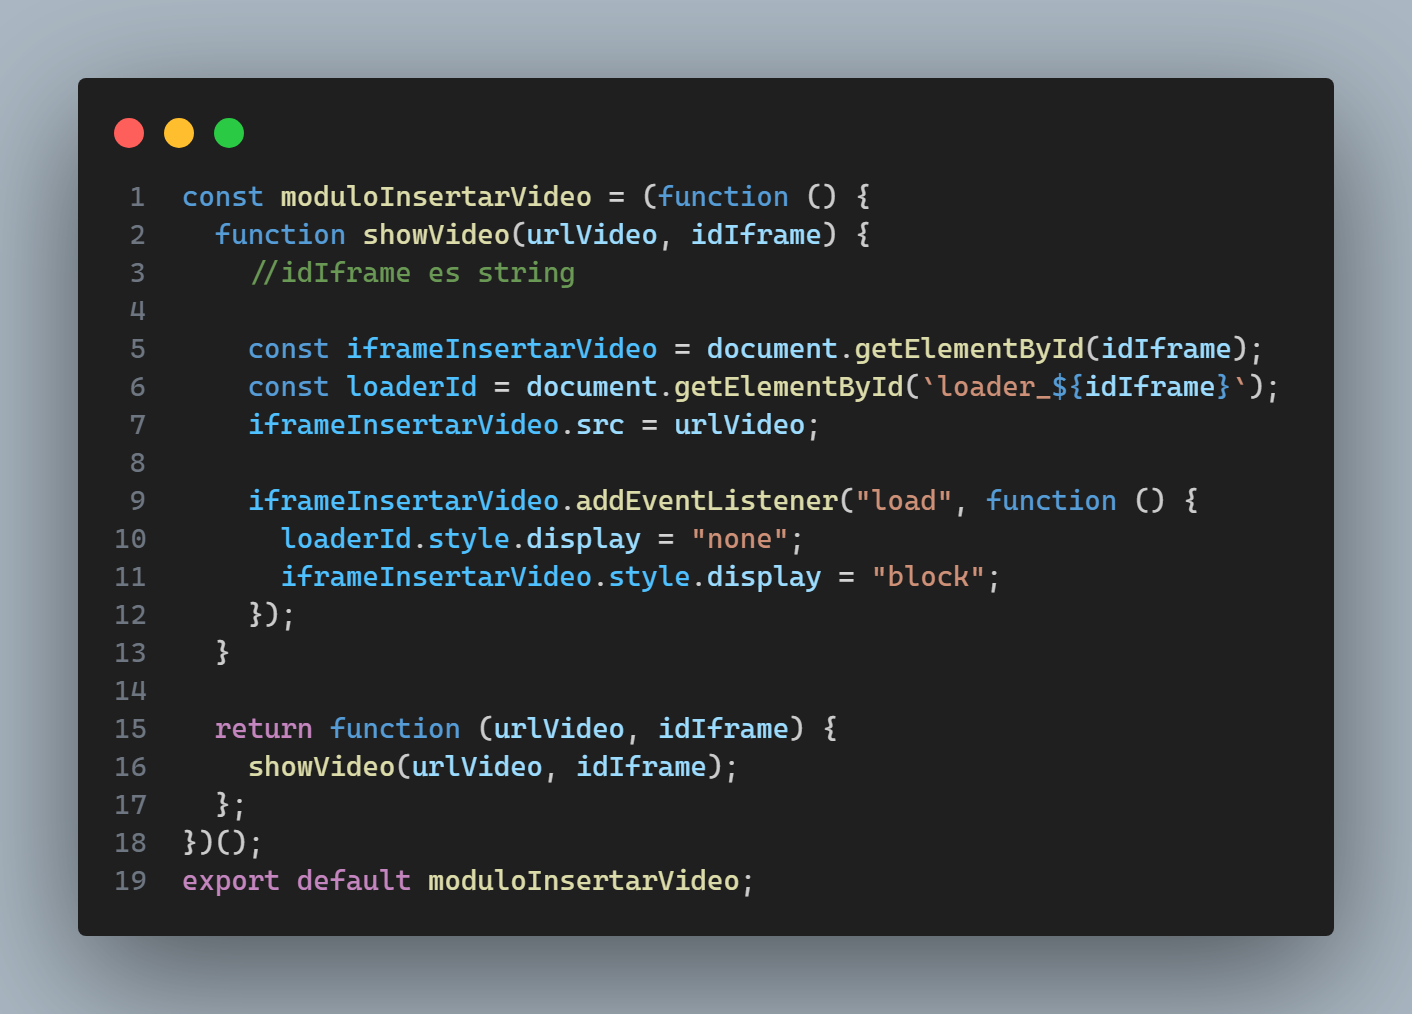 1 const moduloInsertarVideo = (function () {
2   function showVideo(urlVideo, idIframe) {
3     //idIframe es string
4
5     const iframeInsertarVideo = document.getElementById(idIframe);
6     const loaderId = document.getElementById(`loader_${idIframe}`);
7     iframeInsertarVideo.src = urlVideo;
8
9     iframeInsertarVideo.addEventListener("load", function () {
10       loaderId.style.display = "none";
11       iframeInsertarVideo.style.display = "block";
12     });
13   }
14
15   return function (urlVideo, idIframe) {
16     showVideo(urlVideo, idIframe);
17   };
18 })();
19 export default moduloInsertarVideo;